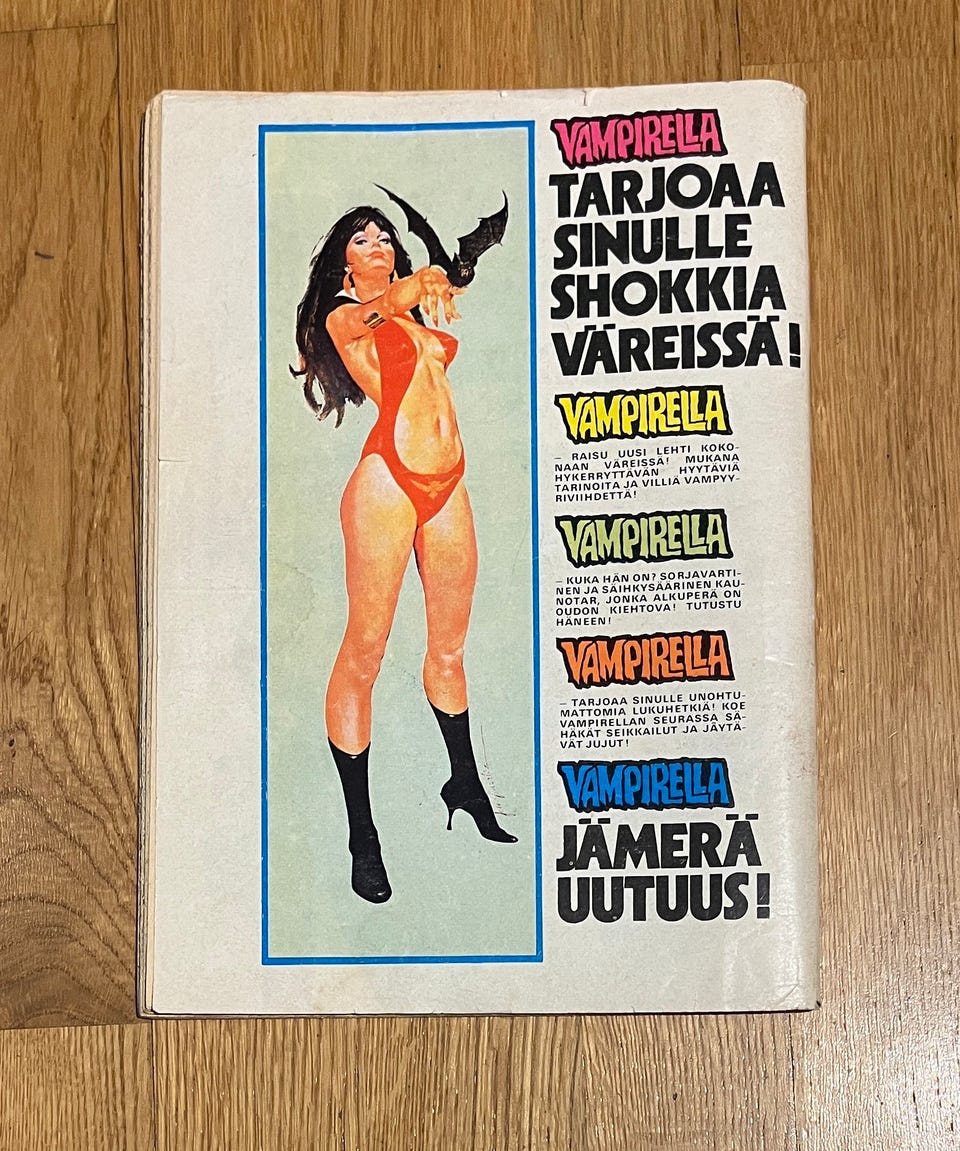 VAMPIRELLA
TARJOAA
SINULLE
SHOKKIA
VÄREISSÄ!
VAMPIRELLA
– RAISU UUSI LEHTI KOKO-
NAAN VÄREISSÄ! MUKANA
HYKERRYTTÄVÄN HYYTÄVIÄ
TARINOITA JA VILLIÄ VAMPYY-
RIVIIHDETTÄ!
VAMPIRELLA
– KUKA HÄN ON? SORJAVARTI-
NEN JA SÄIHKYSÄÄRINEN KAU-
NOTAR, JONKA ALKUPERÄ ON
OUDON KIEHTOVA! TUTUSTU
HÄNEEN!
VAMPIRELLA
– TARJOAA SINULLE UNOHTU-
MATTOMIA LUKUHETKIÄ! KOE
VAMPIRELLAN SEURASSA SÄ-
HÄKÄT SEIKKAILUT JA JÄYTÄ-
VÄT JUJUT!
VAMPIRELLA
JÄMERÄ
UUTUUS!